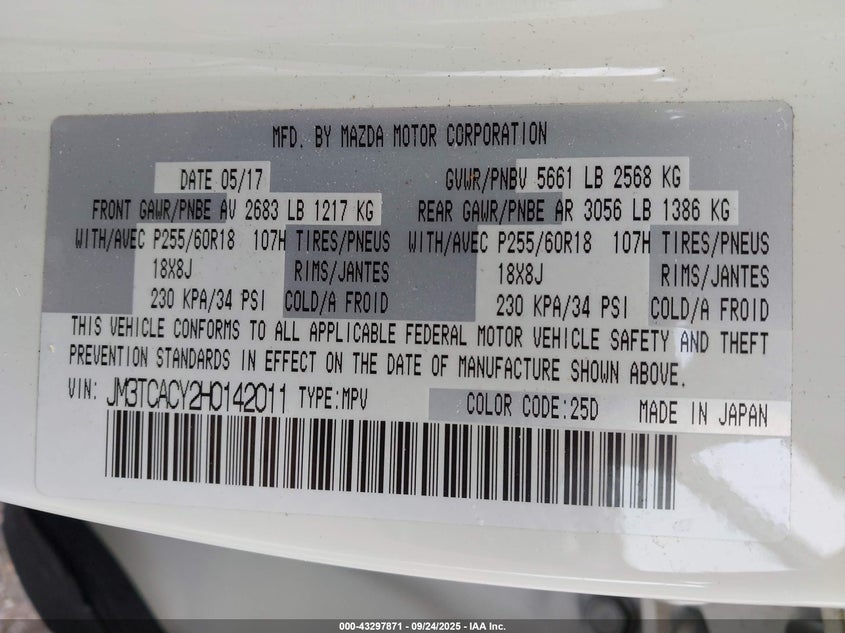 MFD. BY MAZDA MOTOR CORPORATION
DATE 05/17 GVWR/PNBV 5661 LB 2568 KG
FRONT GAWR/PNBE AV 2683 LB 1217 KG REAR GAWR/PNBE AR 3056 LB 1386 KG
WITH/AVEC P255/60R18 107H TIRES/PNEUS WITH/AVEC P255/60R18 107H TIRES/PNEUS
18X8J RIMS/JANTES 18X8J RIMS/JANTES
230 KPA/34 PSI COLD/A FROID 230 KPA/34 PSI COLD/A FROID
THIS VEHICLE CONFORMS TO ALL APPLICABLE FEDERAL MOTOR VEHICLE SAFETY AND THEFT
PREVENTION STANDARDS IN EFFECT ON THE DATE OF MANUFACTURE SHOWN ABOVE.
VIN: JM3TCACY2H0142011 TYPE:MPV COLOR CODE:25D MADE IN JAPAN
000-43297871 - 09/24/2025 - IAA Inc.